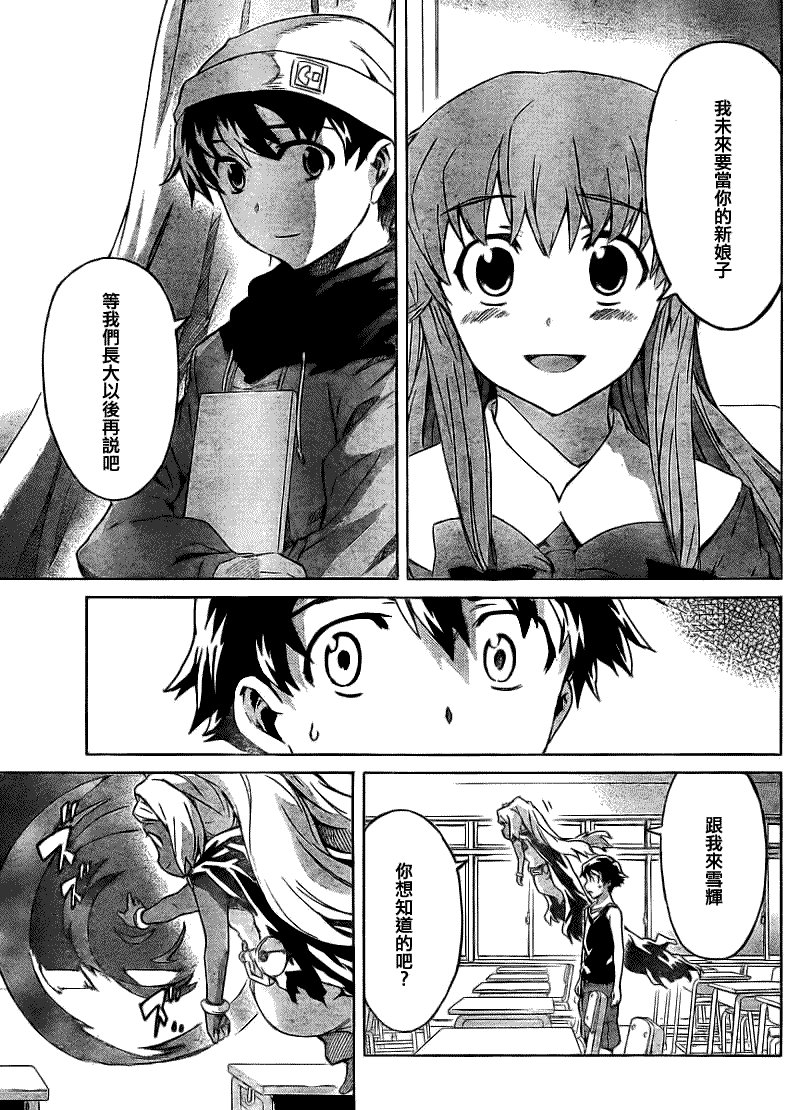 我未來要當你的新娘子
等我們長大以後再説吧
跟我來雪輝
你想知道的吧？